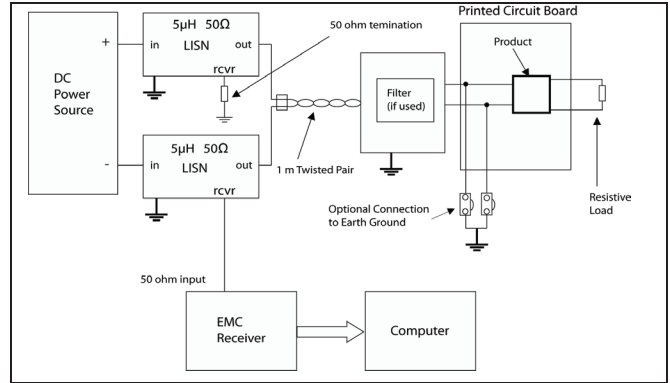 Printed Circuit Board
5μH 50Ω
LISN
in
out
rcvr
50 ohm temination
Product
+
DC
Power
Source
-
Filter
(if used)
5μH 50Ω
LISN
in
out
rcvr
1 m Twisted Pair
Optional Connection
to Earth Ground
Resistive
Load
50 ohm input
EMC
Receiver
Computer